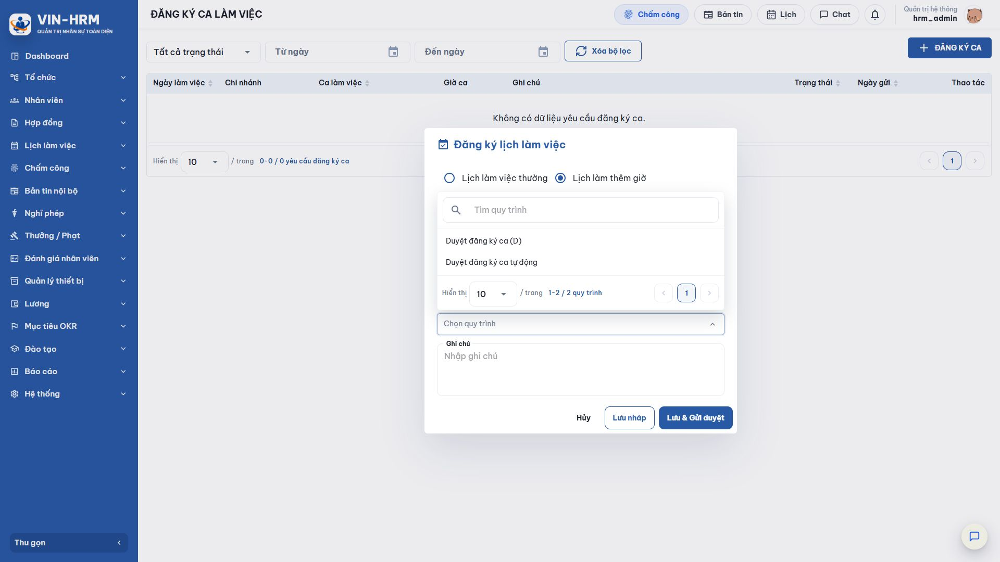 VIN-HRM
QUẢN TRỊ NHÂN SỰ TOÀN DIỆN
Dashboard
Tổ chức
Nhân viên
Hợp đồng
Lịch làm việc
Chấm công
Bản tin nội bộ
Nghỉ phép
Thưởng / Phạt
Đánh giá nhân viên
Quản lý thiết bị
Lương
Mục tiêu OKR
Đào tạo
Báo cáo
Hệ thống
Thu gọn
ĐĂNG KÝ CA LÀM VIỆC
Chấm công
Bản tin
Lịch
Chat
Quản trị hệ thống
hrm_admin
Tất cả trạng thái
Từ ngày
Đến ngày
Xóa bộ lọc
ĐĂNG KÝ CA
Ngày làm việc
Chi nhánh
Ca làm việc
Giờ ca
Ghi chú
Trạng thái
Ngày gửi
Thao tác
Không có dữ liệu yêu cầu đăng ký ca.
Hiển thị 10 / trang 0-0 / 0 yêu cầu đăng ký ca
1
Đăng ký lịch làm việc
Lịch làm việc thường
Lịch làm thêm giờ
Tìm quy trình
Duyệt đăng ký ca (D)
Duyệt đăng ký ca tự động
Hiển thị 10 / trang 1-2 / 2 quy trình
1
Chọn quy trình
Ghi chú
Nhập ghi chú
Hủy
Lưu nháp
Lưu & Gửi duyệt